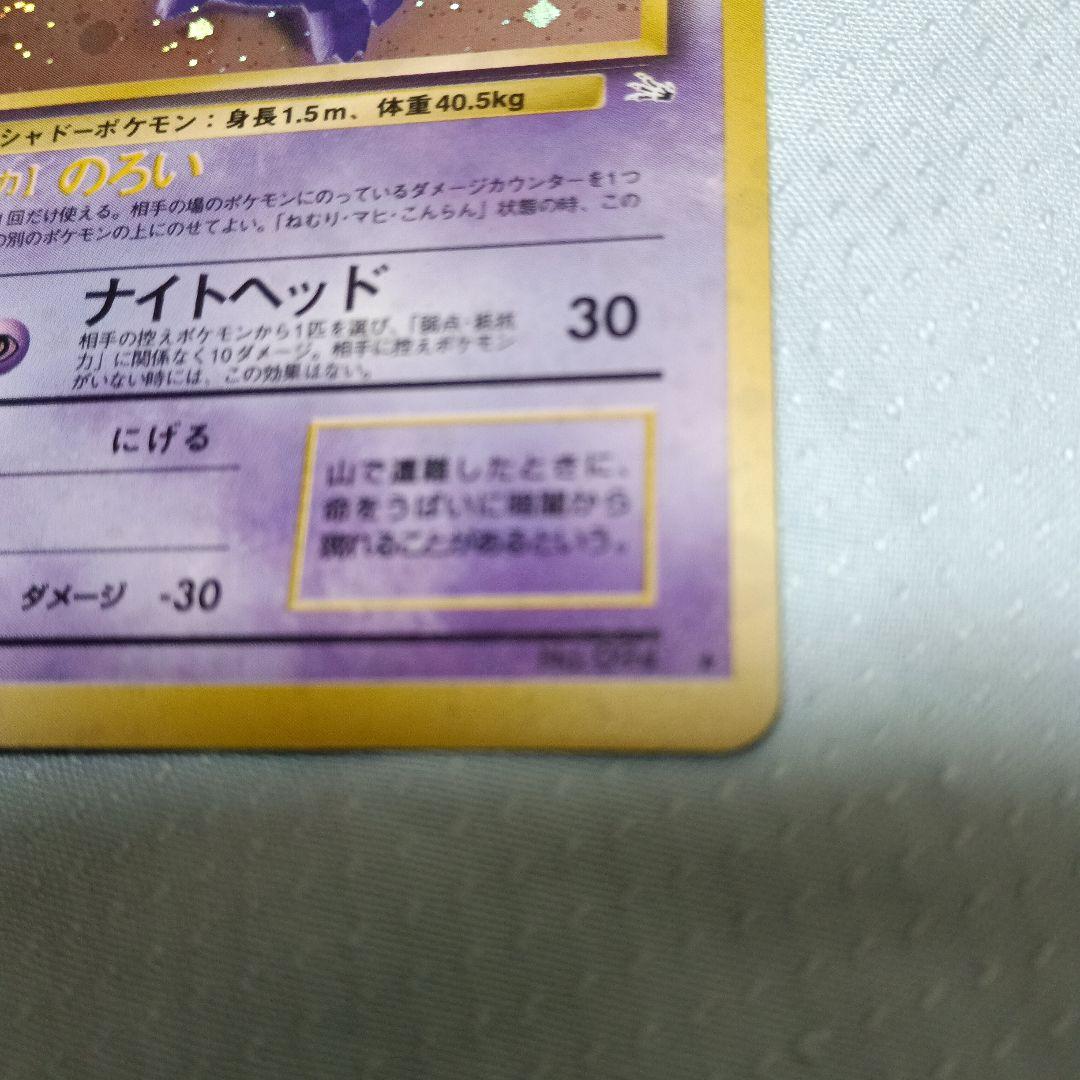 シャドーポケモン：身長1.5m、体重40.5kg
カ］ のろい
1回だけ使える。相手の場のポケモンにのっているダメージカウンターを1つ
の別のポケモンの上にのせてよい。「ねむり・マヒ・こんらん」状態の時、この
ナイトヘッド
30
相手の控えポケモンから1匹を選び、「弱点・抵抗
力」に関係なく10ダメージ。相手に控えポケモン
がいない時には、この効果はない。
にげる
山で遭難したときに、
命をうばいに暗闇から
現れることがあるという。
ダメージ -30
No.094